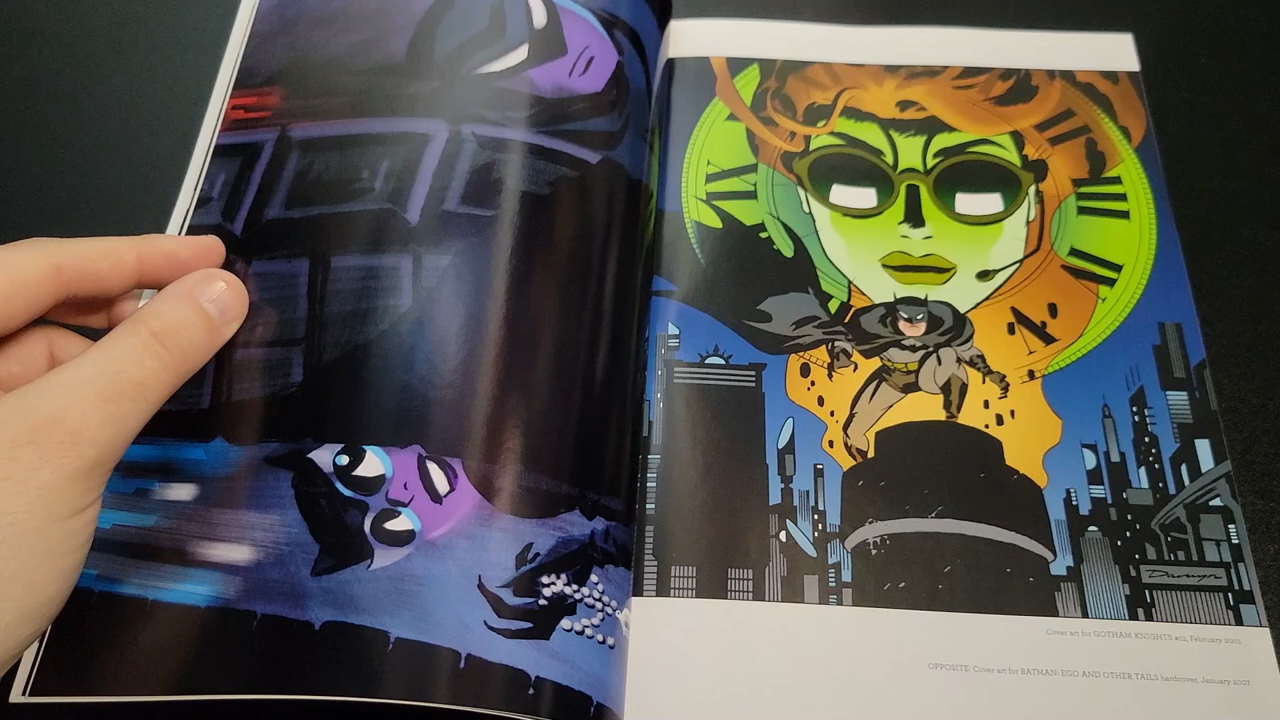 Darwyn
Cover art for GOTHAM KNIGHTS #12, February 2001
OPPOSITE: Cover art for BATMAN: EGO AND OTHER TAILS hardcover, January 2007